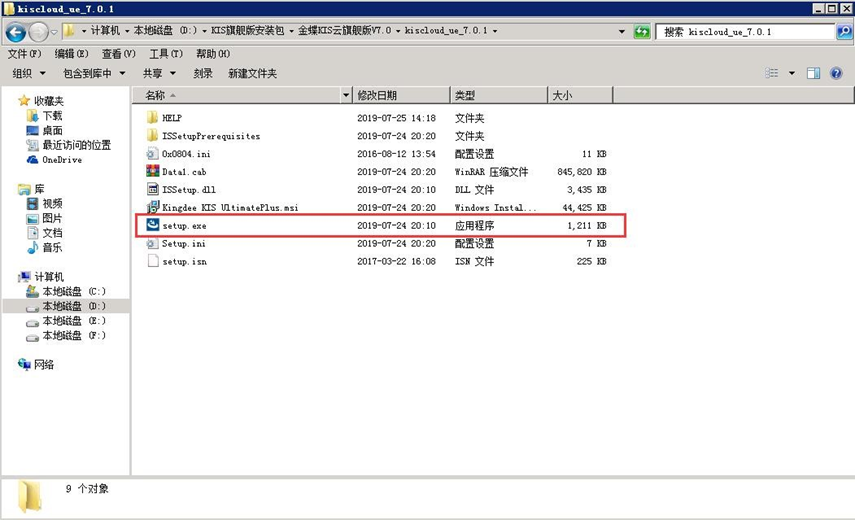 kiscloud_ue_7.0.1
计算机 本地磁盘 (D:) KIS旗舰版安装包 金蝶KIS云旗舰版V7.0 kiscloud_ue_7.0.1 搜索 kiscloud_ue_7.0.1
文件(F) 编辑(E) 查看(V) 工具(T) 帮助(H)
组织 包含到库中 共享 刻录 新建文件夹
收藏夹
下载
桌面
最近访问的位置
OneDrive
库
视频
图片
文档
音乐
计算机
本地磁盘 (C:)
本地磁盘 (D:)
本地磁盘 (E:)
本地磁盘 (F:)
网络
名称 修改日期 类型 大小
HELP 2019-07-25 14:18 文件夹
ISSetupPrerequisites 2019-07-24 20:20 文件夹
0x0804.ini 2016-08-12 13:54 配置设置 11 KB
Data1.cab 2019-07-24 20:20 WinRAR 压缩文件 845,820 KB
ISSetup.dll 2019-07-24 20:10 DLL 文件 3,435 KB
Kingdee KIS UltimatePlus.msi 2019-07-24 20:20 Windows Instal... 44,425 KB
setup.exe 2019-07-24 20:10 应用程序 1,211 KB
Setup.ini 2019-07-24 20:20 配置设置 7 KB
setup.isn 2017-03-22 16:08 ISN 文件 225 KB
9 个对象